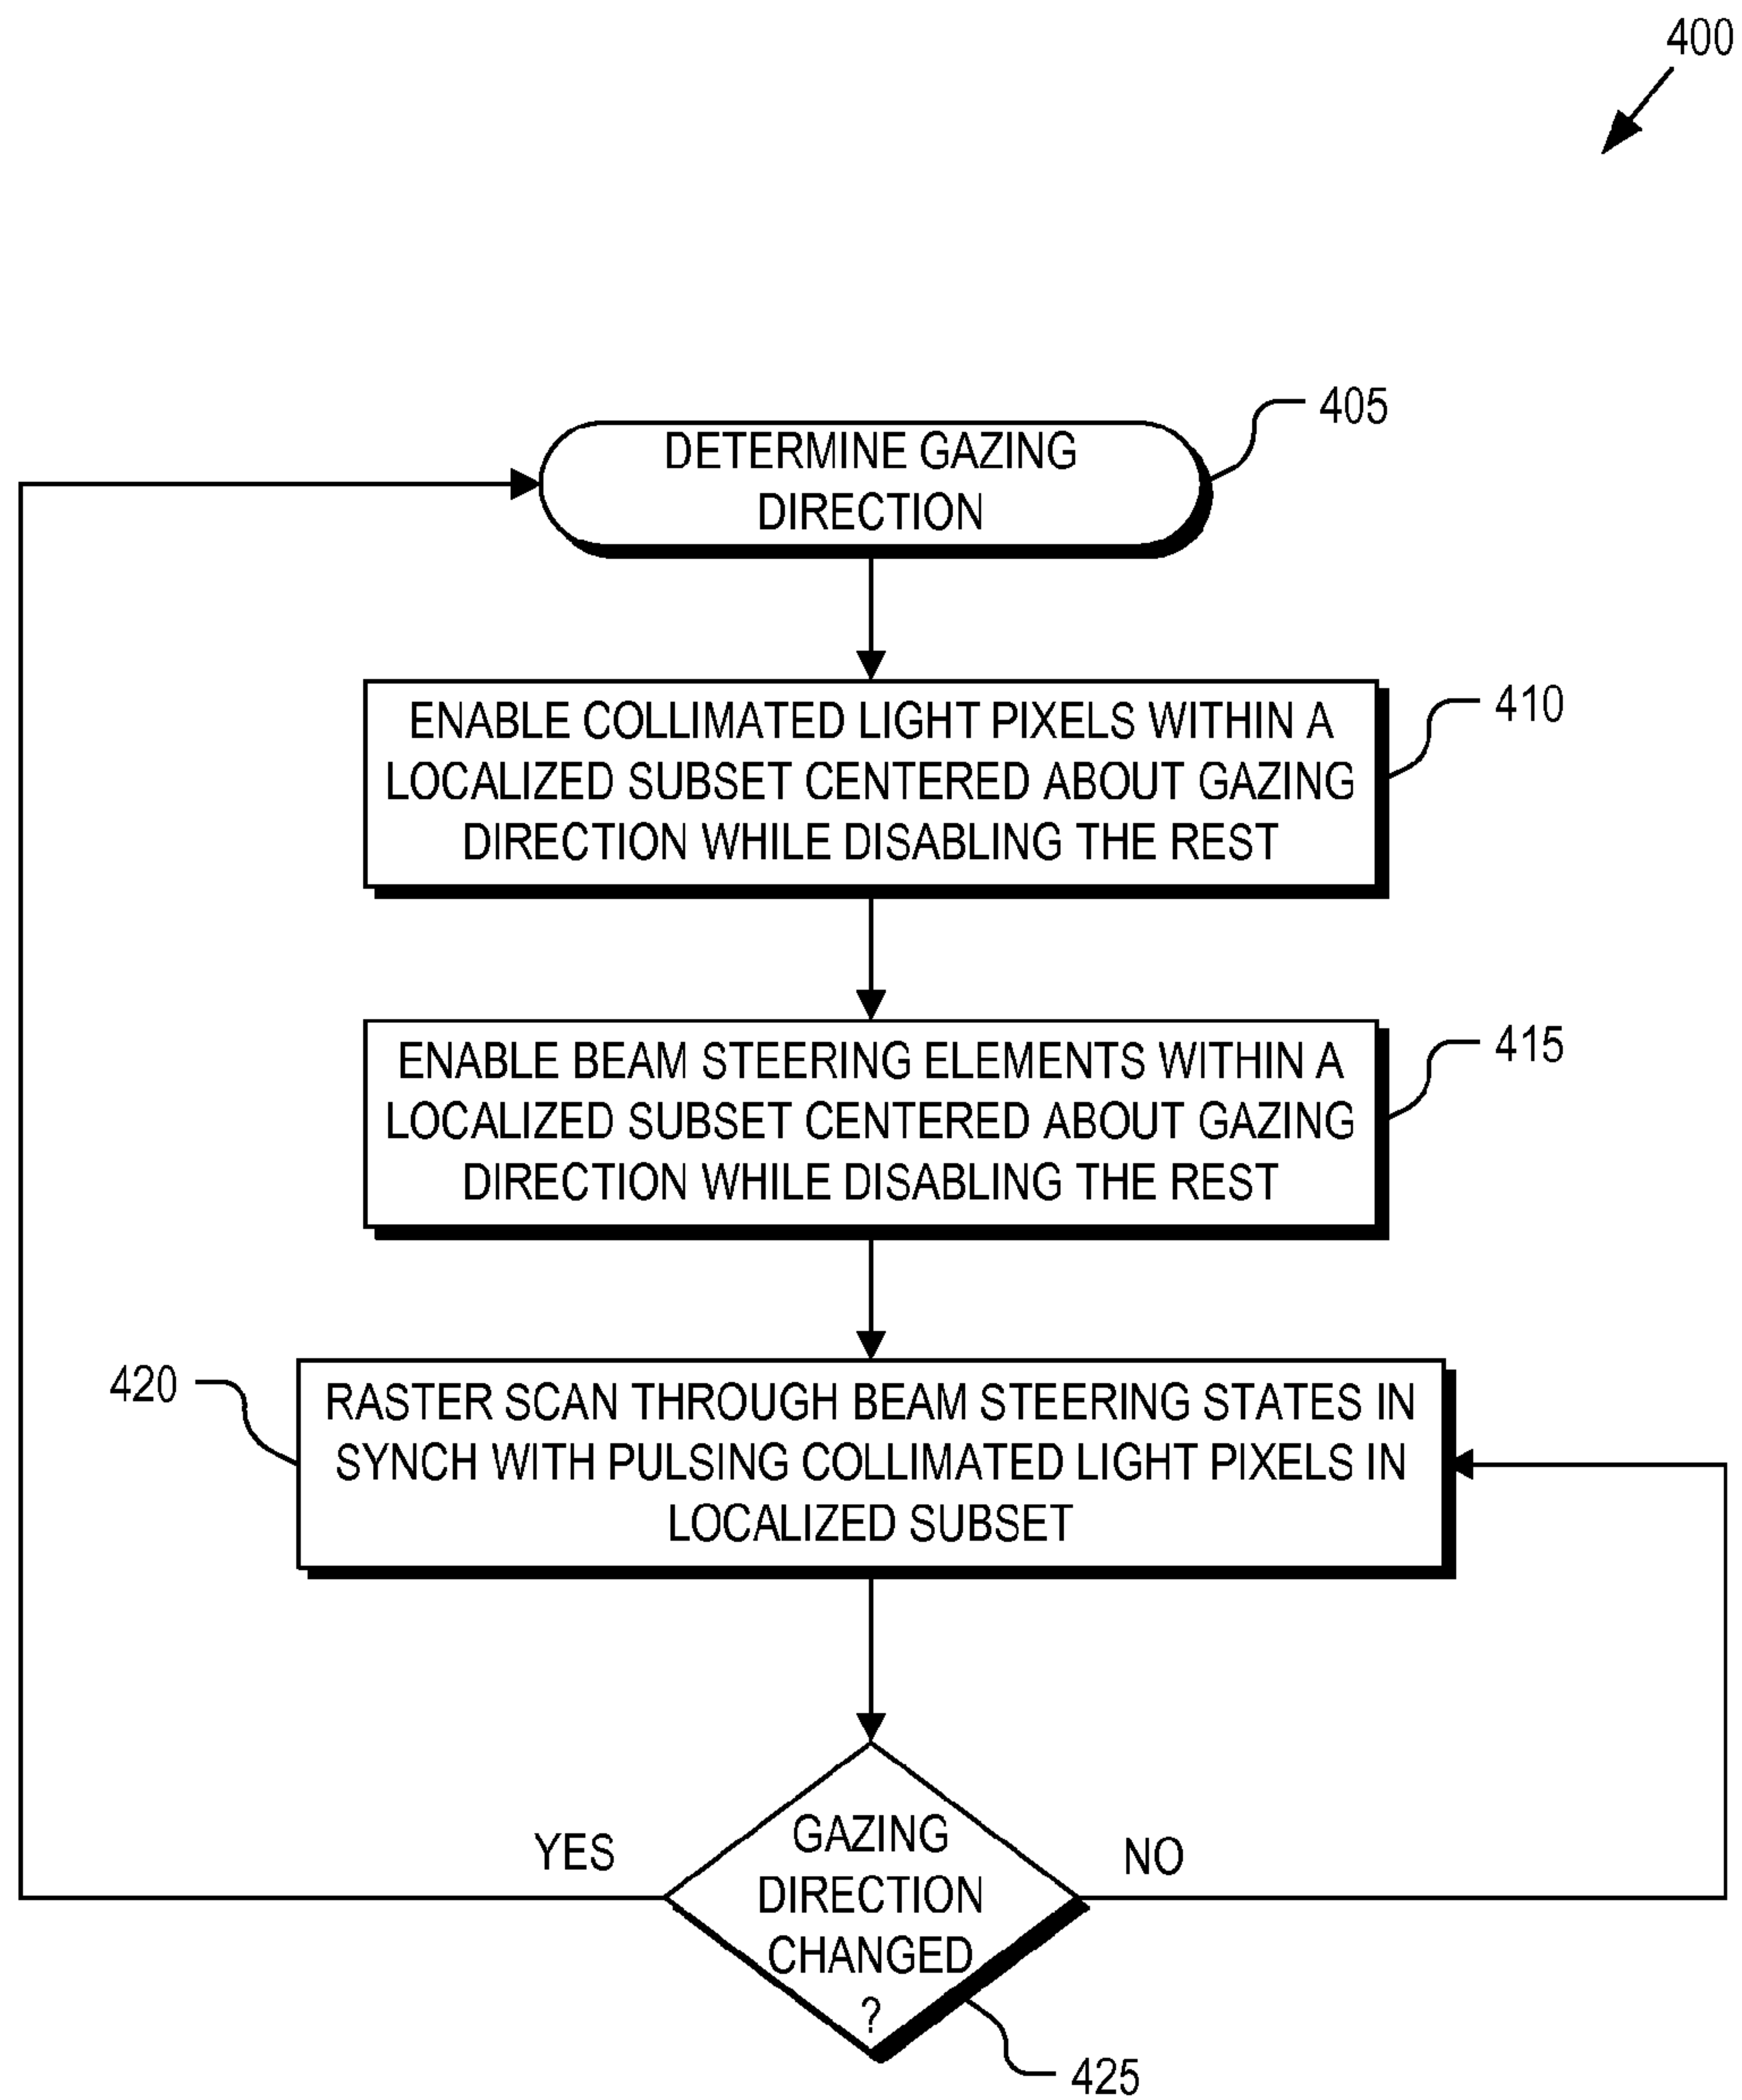 400
DETERMINE GAZING
DIRECTION
405
ENABLE COLLIMATED LIGHT PIXELS WITHIN A
LOCALIZED SUBSET CENTERED ABOUT GAZING
DIRECTION WHILE DISABLING THE REST
410
ENABLE BEAM STEERING ELEMENTS WITHIN A
LOCALIZED SUBSET CENTERED ABOUT GAZING
DIRECTION WHILE DISABLING THE REST
415
420
RASTER SCAN THROUGH BEAM STEERING STATES IN
SYNCH WITH PULSING COLLIMATED LIGHT PIXELS IN
LOCALIZED SUBSET
YES
GAZING
DIRECTION
CHANGED
?
NO
425